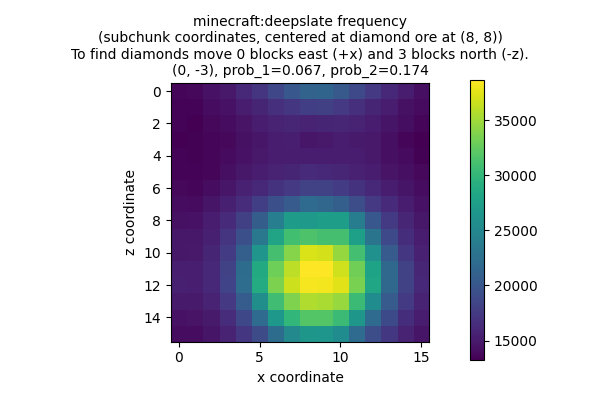 minecraft:deepslate frequency
(subchunk coordinates, centered at diamond ore at (8, 8))
To find diamonds move 0 blocks east (+x) and 3 blocks north (-z).
(0, -3), prob_1=0.067, prob_2=0.174
0
2
4
6
8
10
12
14
z coordinate
0 5 10 15
x coordinate
35000
30000
25000
20000
15000